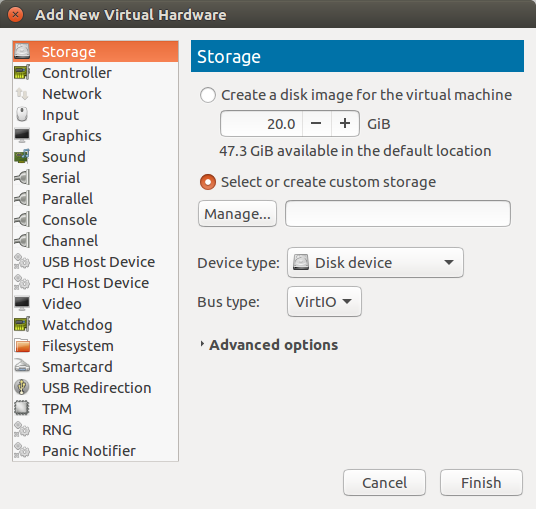 Add New Virtual Hardware
Storage
Controller
Network
Input
Graphics
Sound
Serial
Parallel
Console
Channel
USB Host Device
PCI Host Device
Video
Watchdog
Filesystem
Smartcard
USB Redirection
TPM
RNG
Panic Notifier
Storage
Create a disk image for the virtual machine
20.0 − + GiB
47.3 GiB available in the default location
Select or create custom storage
Manage...
Device type: Disk device
Bus type: VirtIO
Advanced options
Cancel Finish